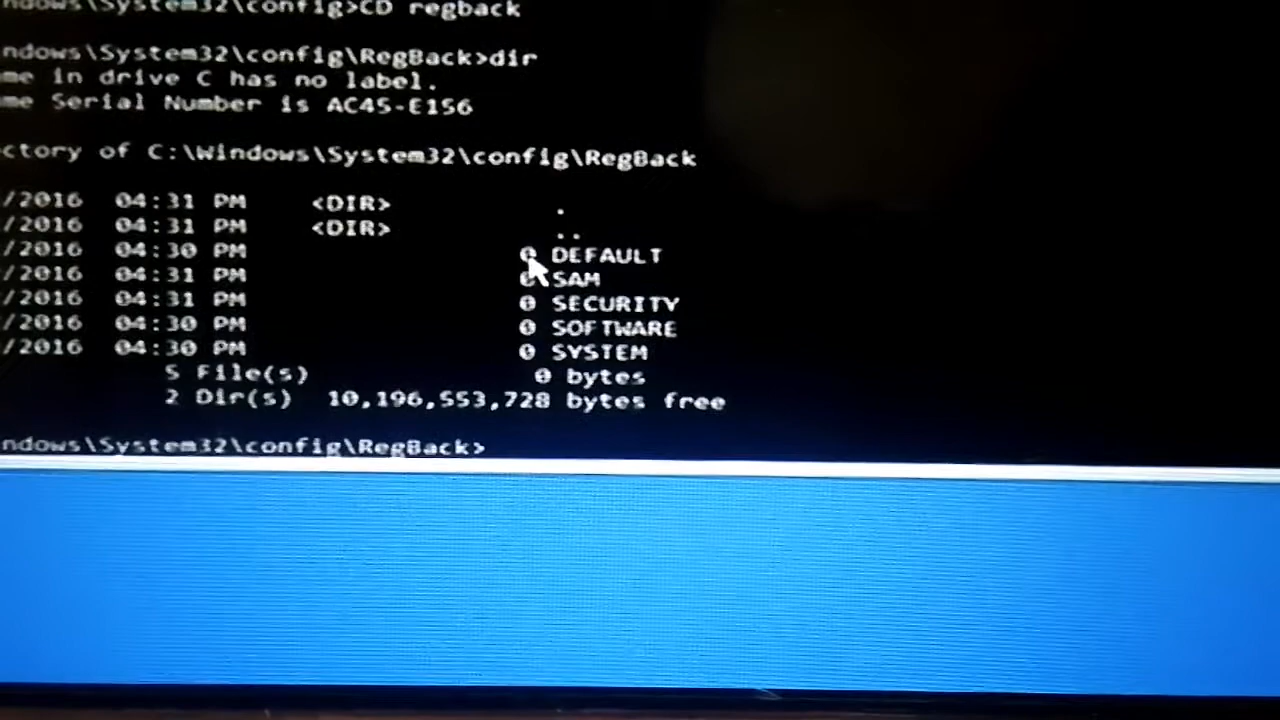 ndows\System32\config>CD regback
ndows\System32\config\RegBack>dir
me in drive C has no label.
me Serial Number is AC45-E156
ctory of C:\Windows\System32\config\RegBack
/2016 04:31 PM <DIR> .
/2016 04:31 PM <DIR> ..
/2016 04:30 PM 0 DEFAULT
/2016 04:31 PM 0 SAM
/2016 04:31 PM 0 SECURITY
/2016 04:30 PM 0 SOFTWARE
/2016 04:30 PM 0 SYSTEM
5 File(s) 0 bytes
2 Dir(s) 10,196,553,728 bytes free
ndows\System32\config\RegBack>